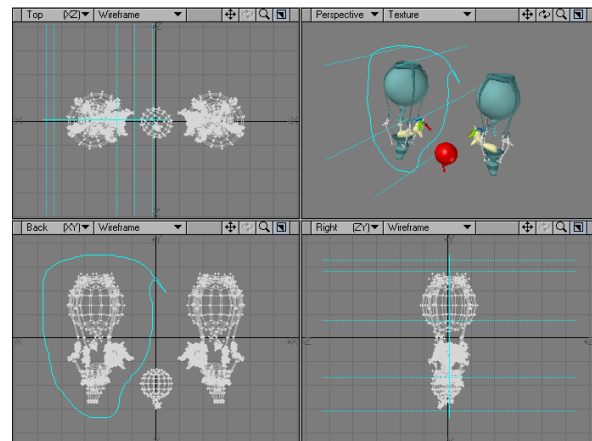 Top (XZ) Wireframe
Perspective Texture
Back (XY) Wireframe
Right (ZY) Wireframe